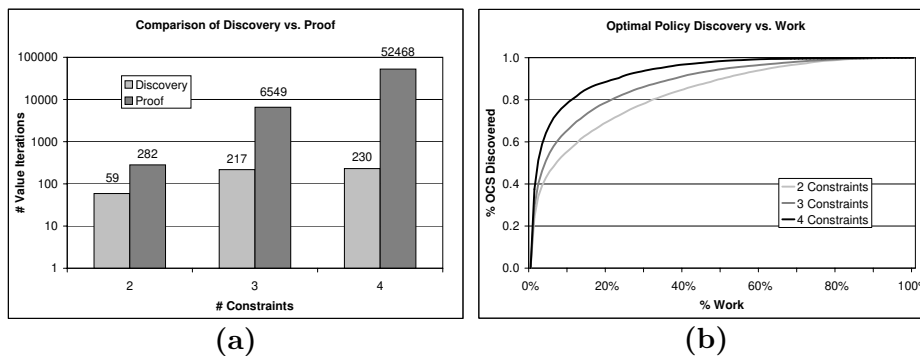 Comparison of Discovery vs. Proof
# Value Iterations
100000
10000
1000
100
10
1
Discovery
Proof
59
282
217
6549
230
52468
2
3
4
# Constraints
(a)
Optimal Policy Discovery vs. Work
% OCS Discovered
1.0
0.8
0.6
0.4
0.2
0.0
2 Constraints
3 Constraints
4 Constraints
0%
20%
40%
60%
80%
100%
% Work
(b)